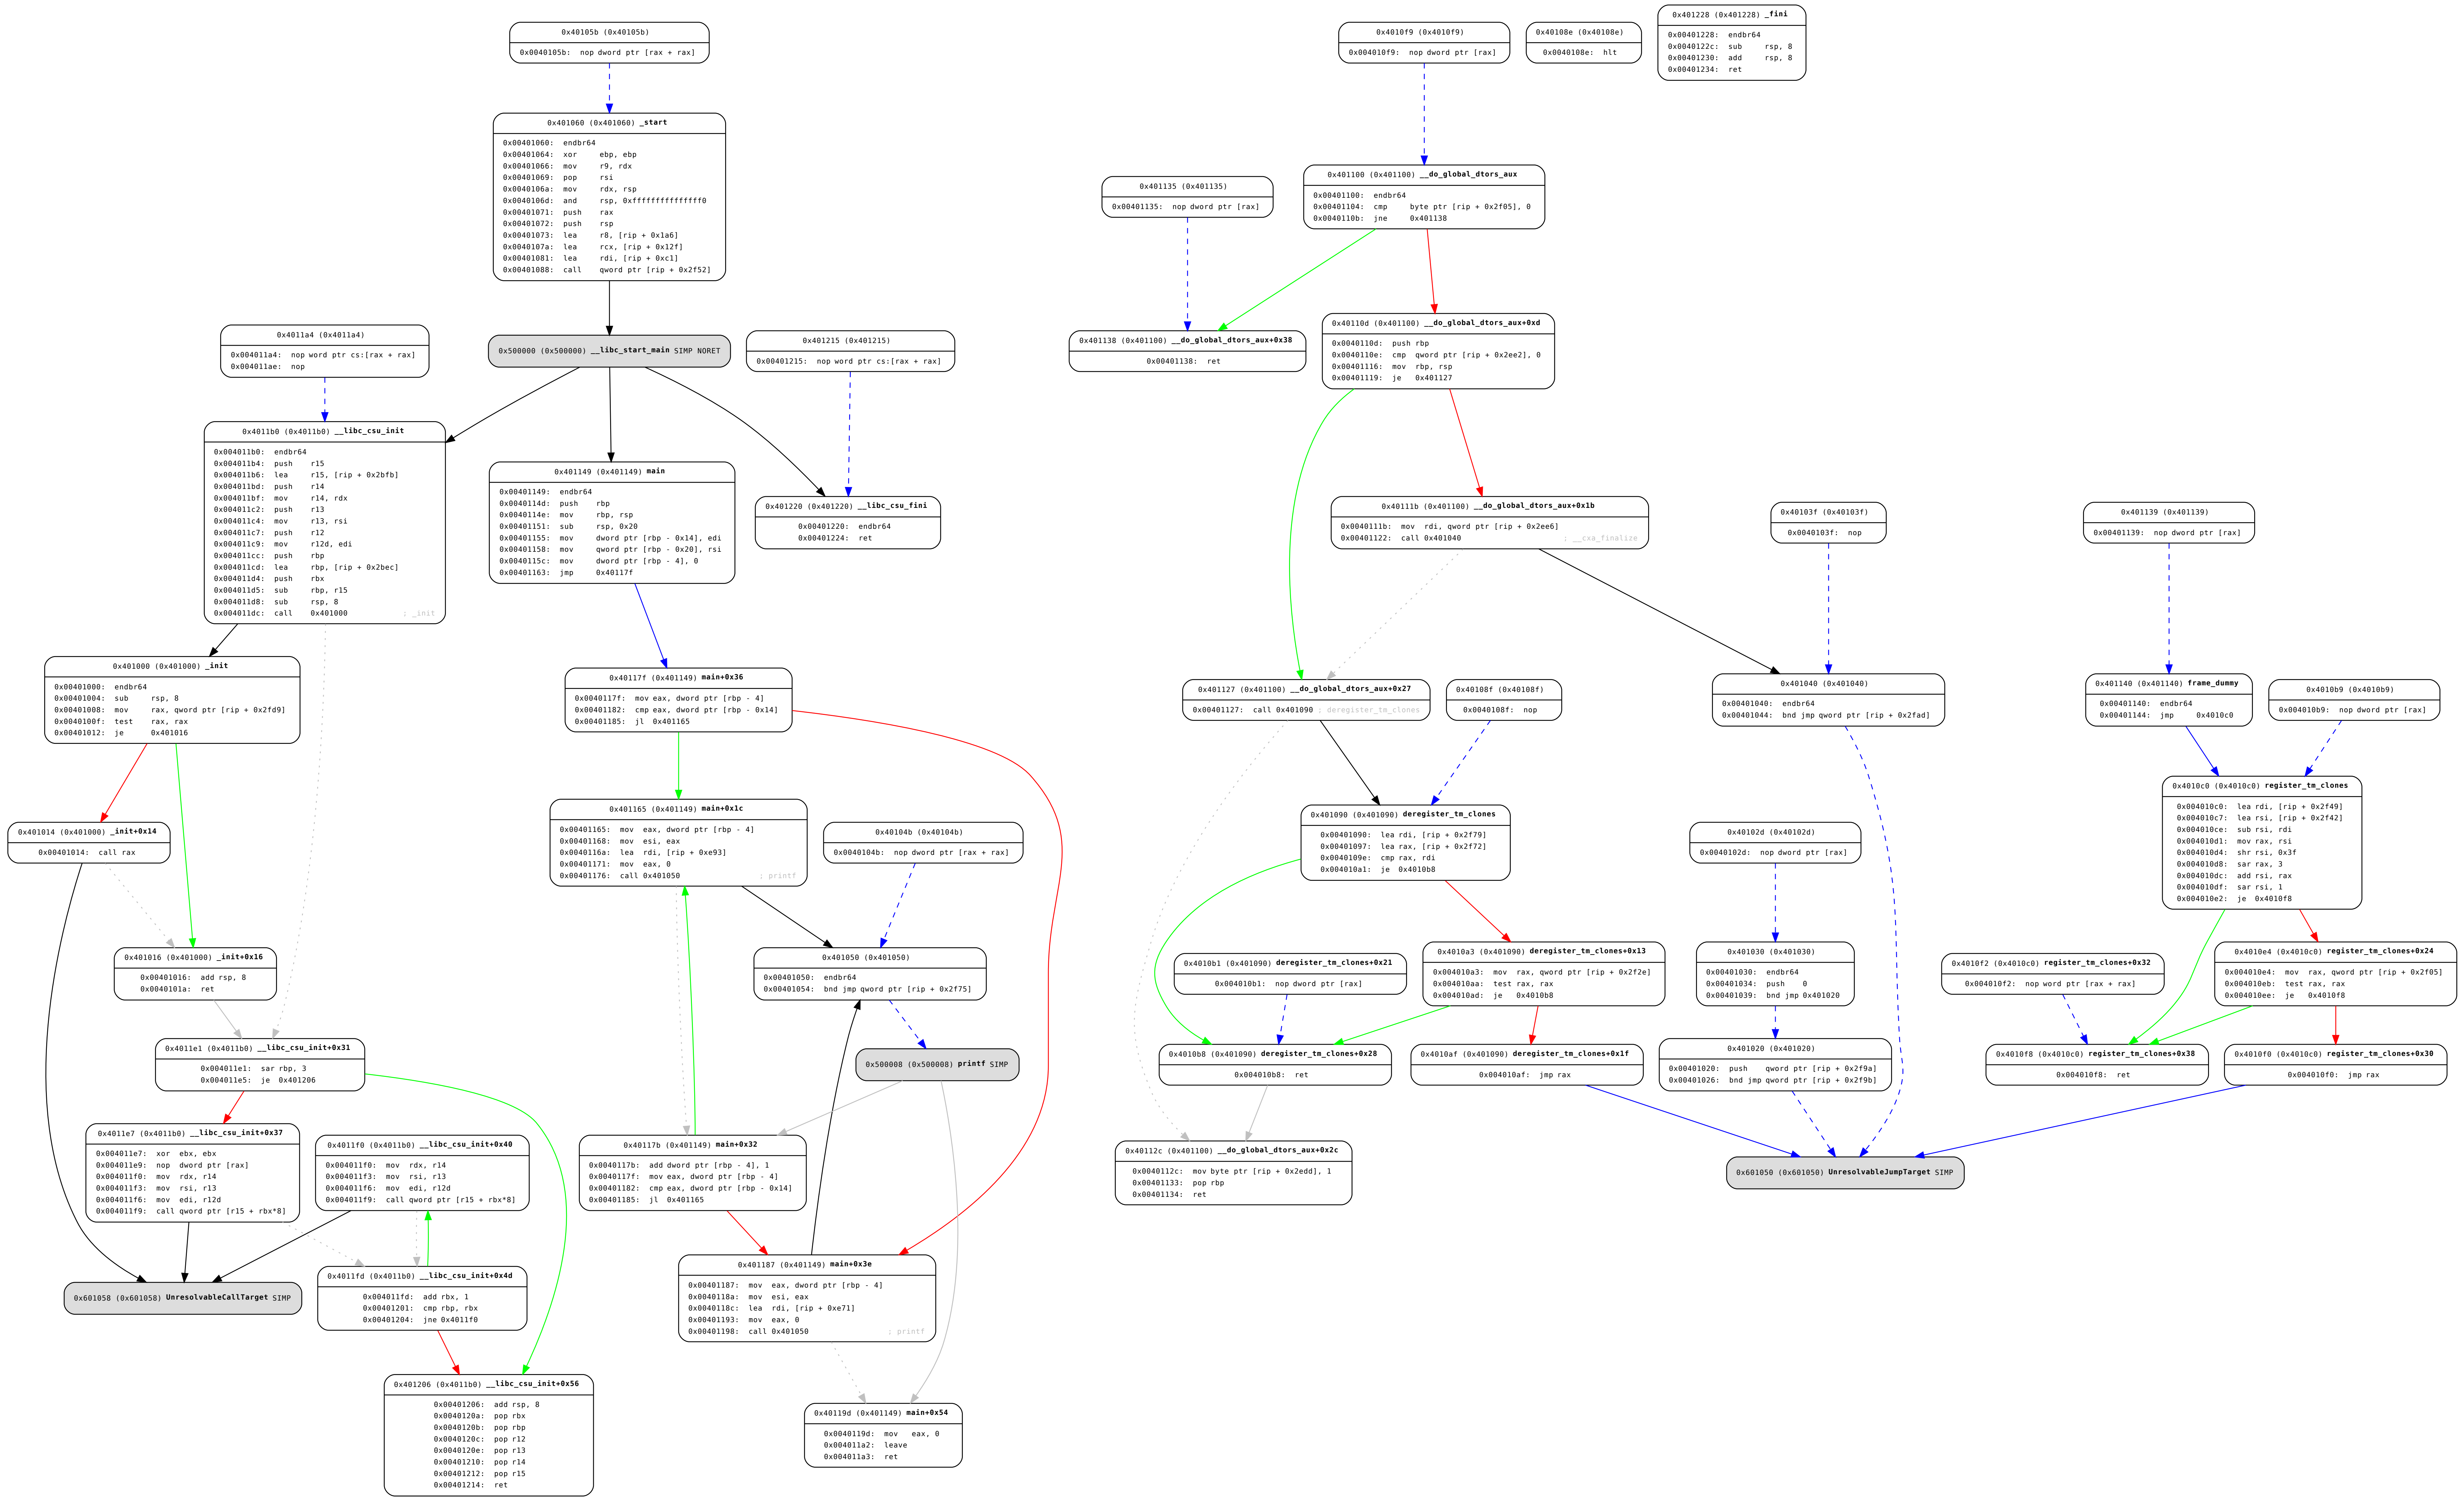 0x40105b (0x40105b)
0x0040105b: nop dword ptr [rax + rax]
0x401060 (0x401060) _start
0x00401060: endbr64
0x00401064: xor ebp, ebp
0x00401066: mov r9, rdx
0x00401069: pop rsi
0x0040106a: mov rdx, rsp
0x0040106d: and rsp, 0xfffffffffffffff0
0x00401071: push rax
0x00401072: push rsp
0x00401073: lea r8, [rip + 0x1a6]
0x0040107a: lea rcx, [rip + 0x12f]
0x00401081: lea rdi, [rip + 0xc1]
0x00401088: call qword ptr [rip + 0x2f52]
0x500000 (0x500000) __libc_start_main SIMP NORET
0x4011a4 (0x4011a4)
0x004011a4: nop word ptr cs:[rax + rax]
0x004011ae: nop
0x401215 (0x401215)
0x00401215: nop word ptr cs:[rax + rax]
0x4011b0 (0x4011b0) __libc_csu_init
0x004011b0: endbr64
0x004011b4: push r15
0x004011b6: lea r15, [rip + 0x2bfb]
0x004011bd: push r14
0x004011bf: mov r14, rdx
0x004011c2: push r13
0x004011c4: mov r13, rsi
0x004011c7: push r12
0x004011c9: mov r12d, edi
0x004011cc: push rbp
0x004011cd: lea rbp, [rip + 0x2bec]
0x004011d4: push rbx
0x004011d5: sub rbp, r15
0x004011d8: sub rsp, 8
0x004011dc: call 0x401000 ; _init
0x401149 (0x401149) main
0x00401149: endbr64
0x0040114d: push rbp
0x0040114e: mov rbp, rsp
0x00401151: sub rsp, 0x20
0x00401155: mov dword ptr [rbp - 0x14], edi
0x00401158: mov qword ptr [rbp - 0x20], rsi
0x0040115c: mov dword ptr [rbp - 4], 0
0x00401163: jmp 0x40117f
0x401220 (0x401220) __libc_csu_fini
0x00401220: endbr64
0x00401224: ret
0x401000 (0x401000) _init
0x00401000: endbr64
0x00401004: sub rsp, 8
0x00401008: mov rax, qword ptr [rip + 0x2fd9]
0x0040100f: test rax, rax
0x00401012: je 0x401016
0x40117f (0x401149) main+0x36
0x0040117f: mov eax, dword ptr [rbp - 4]
0x00401182: cmp eax, dword ptr [rbp - 0x14]
0x00401185: jl 0x401165
0x401014 (0x401000) _init+0x14
0x00401014: call rax
0x401165 (0x401149) main+0x1c
0x00401165: mov eax, dword ptr [rbp - 4]
0x00401168: mov esi, eax
0x0040116a: lea rdi, [rip + 0xe93]
0x00401171: mov eax, 0
0x00401176: call 0x401050 ; printf
0x40104b (0x40104b)
0x0040104b: nop dword ptr [rax + rax]
0x401016 (0x401000) _init+0x16
0x00401016: add rsp, 8
0x0040101a: ret
0x401050 (0x401050)
0x00401050: endbr64
0x00401054: bnd jmp qword ptr [rip + 0x2f75]
0x4011e1 (0x4011b0) __libc_csu_init+0x31
0x004011e1: sar rbp, 3
0x004011e5: je 0x401206
0x500008 (0x500008) printf SIMP
0x4011e7 (0x4011b0) __libc_csu_init+0x37
0x004011e7: xor ebx, ebx
0x004011e9: nop dword ptr [rax]
0x004011f0: mov rdx, r14
0x004011f3: mov rsi, r13
0x004011f6: mov edi, r12d
0x004011f9: call qword ptr [r15 + rbx*8]
0x4011f0 (0x4011b0) __libc_csu_init+0x40
0x004011f0: mov rdx, r14
0x004011f3: mov rsi, r13
0x004011f6: mov edi, r12d
0x004011f9: call qword ptr [r15 + rbx*8]
0x40117b (0x401149) main+0x32
0x0040117b: add dword ptr [rbp - 4], 1
0x0040117f: mov eax, dword ptr [rbp - 4]
0x00401182: cmp eax, dword ptr [rbp - 0x14]
0x00401185: jl 0x401165
0x601058 (0x601058) UnresolvableCallTarget SIMP
0x4011fd (0x4011b0) __libc_csu_init+0x4d
0x004011fd: add rbx, 1
0x00401201: cmp rbp, rbx
0x00401204: jne 0x4011f0
0x401187 (0x401149) main+0x3e
0x00401187: mov eax, dword ptr [rbp - 4]
0x0040118a: mov esi, eax
0x0040118c: lea rdi, [rip + 0xe71]
0x00401193: mov eax, 0
0x00401198: call 0x401050 ; printf
0x401206 (0x4011b0) __libc_csu_init+0x56
0x00401206: add rsp, 8
0x0040120a: pop rbx
0x0040120b: pop rbp
0x0040120c: pop r12
0x0040120e: pop r13
0x00401210: pop r14
0x00401212: pop r15
0x00401214: ret
0x40119d (0x401149) main+0x54
0x0040119d: mov eax, 0
0x004011a2: leave
0x004011a3: ret
0x4010f9 (0x4010f9)
0x004010f9: nop dword ptr [rax]
0x40108e (0x40108e)
0x0040108e: hlt
0x401228 (0x401228) _fini
0x00401228: endbr64
0x0040122c: sub rsp, 8
0x00401230: add rsp, 8
0x00401234: ret
0x401135 (0x401135)
0x00401135: nop dword ptr [rax]
0x401100 (0x401100) __do_global_dtors_aux
0x00401100: endbr64
0x00401104: cmp byte ptr [rip + 0x2f05], 0
0x0040110b: jne 0x401138
0x401138 (0x401100) __do_global_dtors_aux+0x38
0x00401138: ret
0x40110d (0x401100) __do_global_dtors_aux+0xd
0x0040110d: push rbp
0x0040110e: cmp qword ptr [rip + 0x2ee2], 0
0x00401116: mov rbp, rsp
0x00401119: je 0x401127
0x40111b (0x401100) __do_global_dtors_aux+0x1b
0x0040111b: mov rdi, qword ptr [rip + 0x2ee6]
0x00401122: call 0x401040 ; __cxa_finalize
0x40103f (0x40103f)
0x0040103f: nop
0x401139 (0x401139)
0x00401139: nop dword ptr [rax]
0x401127 (0x401100) __do_global_dtors_aux+0x27
0x00401127: call 0x401090 ; deregister_tm_clones
0x40108f (0x40108f)
0x0040108f: nop
0x401040 (0x401040)
0x00401040: endbr64
0x00401044: bnd jmp qword ptr [rip + 0x2fad]
0x401140 (0x401140) frame_dummy
0x00401140: endbr64
0x00401144: jmp 0x4010c0
0x4010b9 (0x4010b9)
0x004010b9: nop dword ptr [rax]
0x401090 (0x401090) deregister_tm_clones
0x00401090: lea rdi, [rip + 0x2f79]
0x00401097: lea rax, [rip + 0x2f72]
0x0040109e: cmp rax, rdi
0x004010a1: je 0x4010b8
0x40102d (0x40102d)
0x0040102d: nop dword ptr [rax]
0x4010c0 (0x4010c0) register_tm_clones
0x004010c0: lea rdi, [rip + 0x2f49]
0x004010c7: lea rsi, [rip + 0x2f42]
0x004010ce: sub rsi, rdi
0x004010d1: mov rax, rsi
0x004010d4: shr rsi, 0x3f
0x004010d8: sar rax, 3
0x004010dc: add rsi, rax
0x004010df: sar rsi, 1
0x004010e2: je 0x4010f8
0x4010b1 (0x401090) deregister_tm_clones+0x21
0x004010b1: nop dword ptr [rax]
0x4010a3 (0x401090) deregister_tm_clones+0x13
0x004010a3: mov rax, qword ptr [rip + 0x2f2e]
0x004010aa: test rax, rax
0x004010ad: je 0x4010b8
0x401030 (0x401030)
0x00401030: endbr64
0x00401034: push 0
0x00401039: bnd jmp 0x401020
0x4010f2 (0x4010c0) register_tm_clones+0x32
0x004010f2: nop word ptr [rax + rax]
0x4010e4 (0x4010c0) register_tm_clones+0x24
0x004010e4: mov rax, qword ptr [rip + 0x2f05]
0x004010eb: test rax, rax
0x004010ee: je 0x4010f8
0x4010b8 (0x401090) deregister_tm_clones+0x28
0x004010b8: ret
0x4010af (0x401090) deregister_tm_clones+0x1f
0x004010af: jmp rax
0x401020 (0x401020)
0x00401020: push qword ptr [rip + 0x2f9a]
0x00401026: bnd jmp qword ptr [rip + 0x2f9b]
0x4010f8 (0x4010c0) register_tm_clones+0x38
0x004010f8: ret
0x4010f0 (0x4010c0) register_tm_clones+0x30
0x004010f0: jmp rax
0x40112c (0x401100) __do_global_dtors_aux+0x2c
0x0040112c: mov byte ptr [rip + 0x2edd], 1
0x00401133: pop rbp
0x00401134: ret
0x601050 (0x601050) UnresolvableJumpTarget SIMP